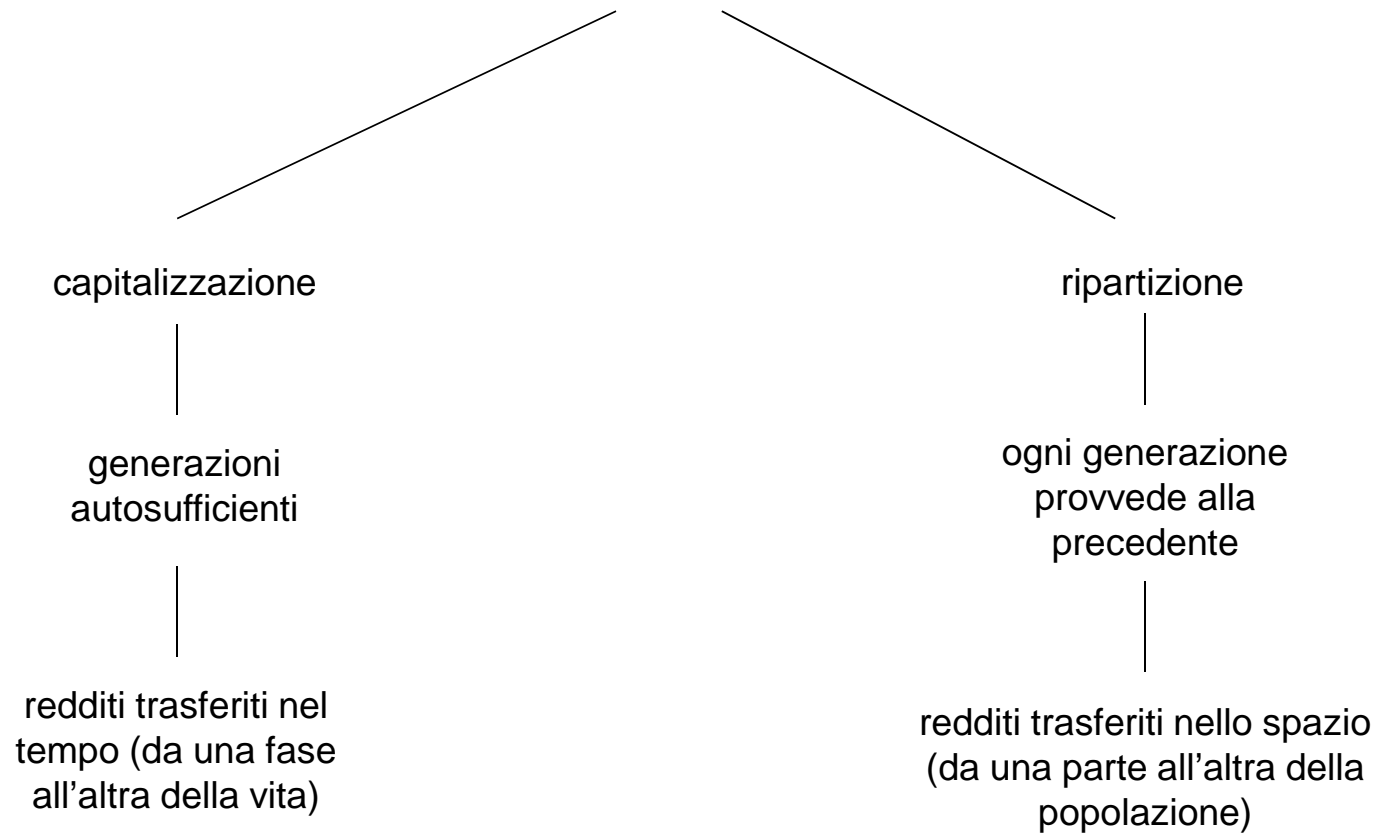 capitalizzazione
generazioni
autosufficienti
redditi trasferiti nel
tempo (da una fase
all'altra della vita)
ripartizione
ogni generazione
provvede alla
precedente
redditi trasferiti nello spazio
(da una parte all'altra della
popolazione)